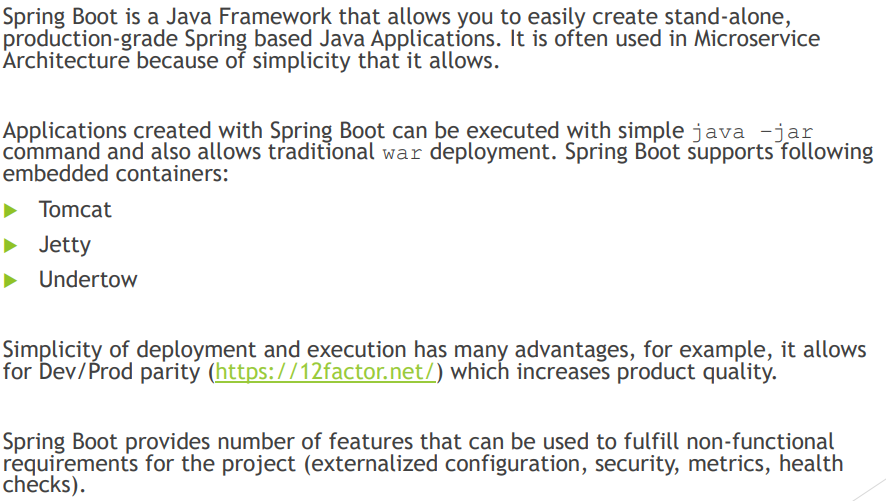 Spring Boot is a Java Framework that allows you to easily create stand-alone,
production-grade Spring based Java Applications. It is often used in Microservice
Architecture because of simplicity that it allows.
Applications created with Spring Boot can be executed with simple java –jar
command and also allows traditional war deployment. Spring Boot supports following
embedded containers:
Tomcat
Jetty
Undertow
Simplicity of deployment and execution has many advantages, for example, it allows
for Dev/Prod parity (https://12factor.net/) which increases product quality.
Spring Boot provides number of features that can be used to fulfill non-functional
requirements for the project (externalized configuration, security, metrics, health
checks).